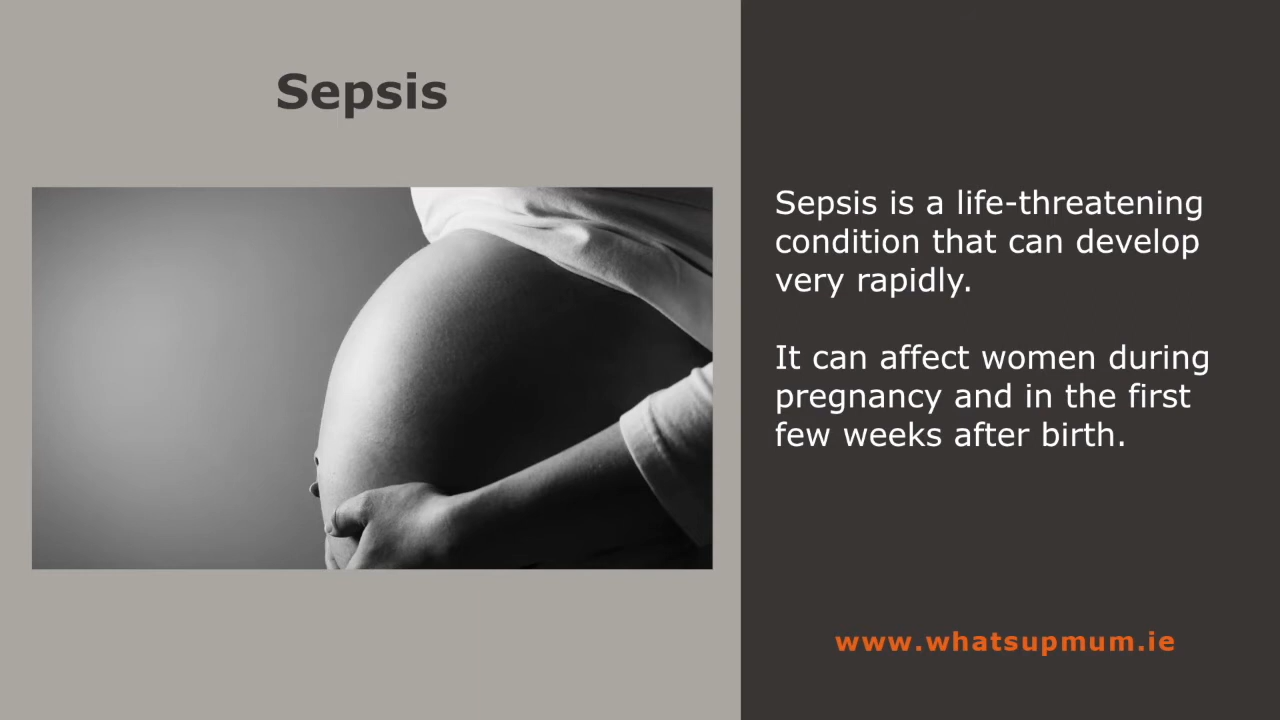 Sepsis
Sepsis is a life-threatening
condition that can develop
very rapidly.
It can affect women during
pregnancy and in the first
few weeks after birth.
www.whatsupmum.ie